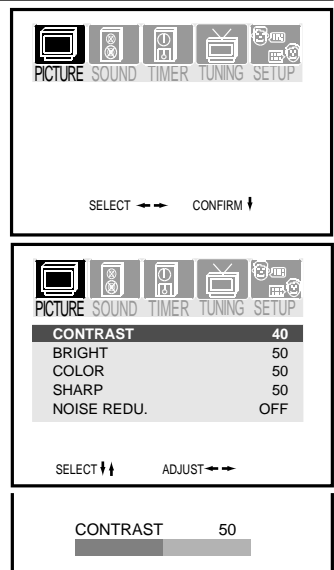 PICTURE SOUND TIMER TUNING SETUP
SELECT CONFIRM
PICTURE SOUND TIMER TUNING SETUP
CONTRAST 40
BRIGHT 50
COLOR 50
SHARP 50
NOISE REDU. OFF
SELECT ADJUST
CONTRAST 50